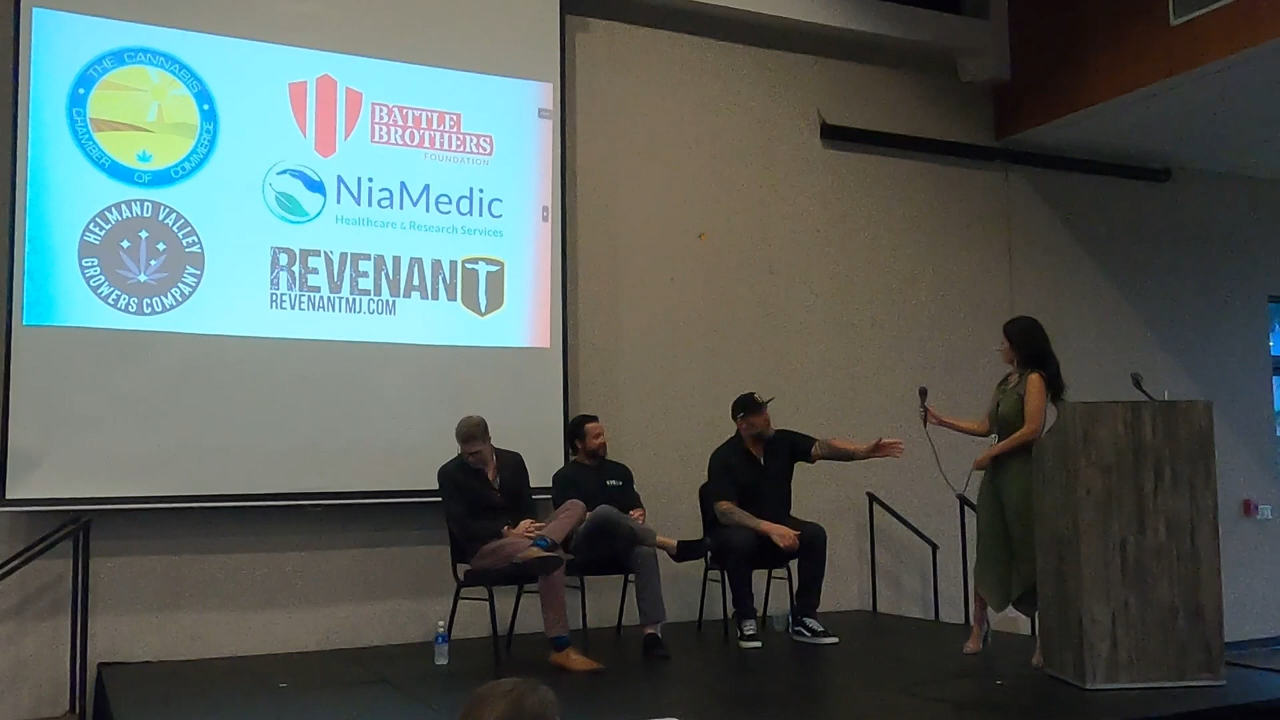 THE CANNABIS
CHAMBER OF COMMERCE
BATTLE
BROTHERS
FOUNDATION
NiaMedic
Healthcare & Research Services
HELMAND VALLEY
GROWERS COMPANY
REVENANT
REVENANTMJ.COM